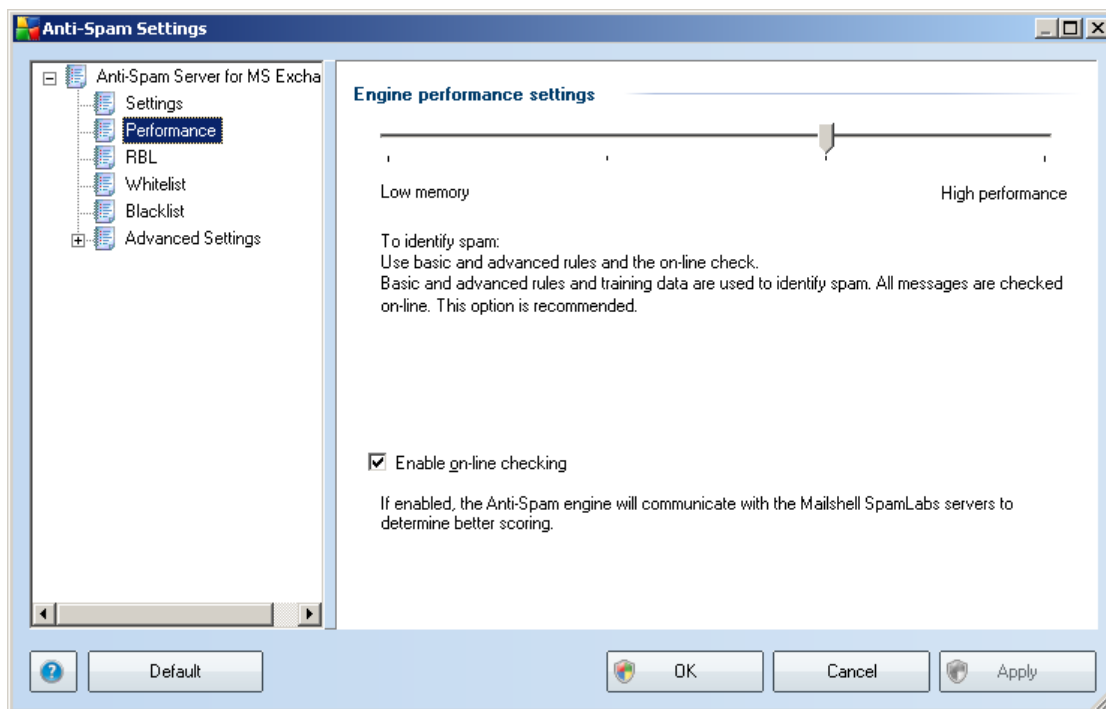 Anti-Spam Settings
Anti-Spam Server for MS Excha
Settings
Performance
RBL
Whitelist
Blacklist
Advanced Settings
Engine performance settings
Low memory
High performance
To identify spam:
Use basic and advanced rules and the on-line check.
Basic and advanced rules and training data are used to identify spam. All messages are checked
on-line. This option is recommended.
Enable on-line checking
If enabled, the Anti-Spam engine will communicate with the Mailshell SpamLabs servers to
determine better scoring.
?
Default
OK
Cancel
Apply